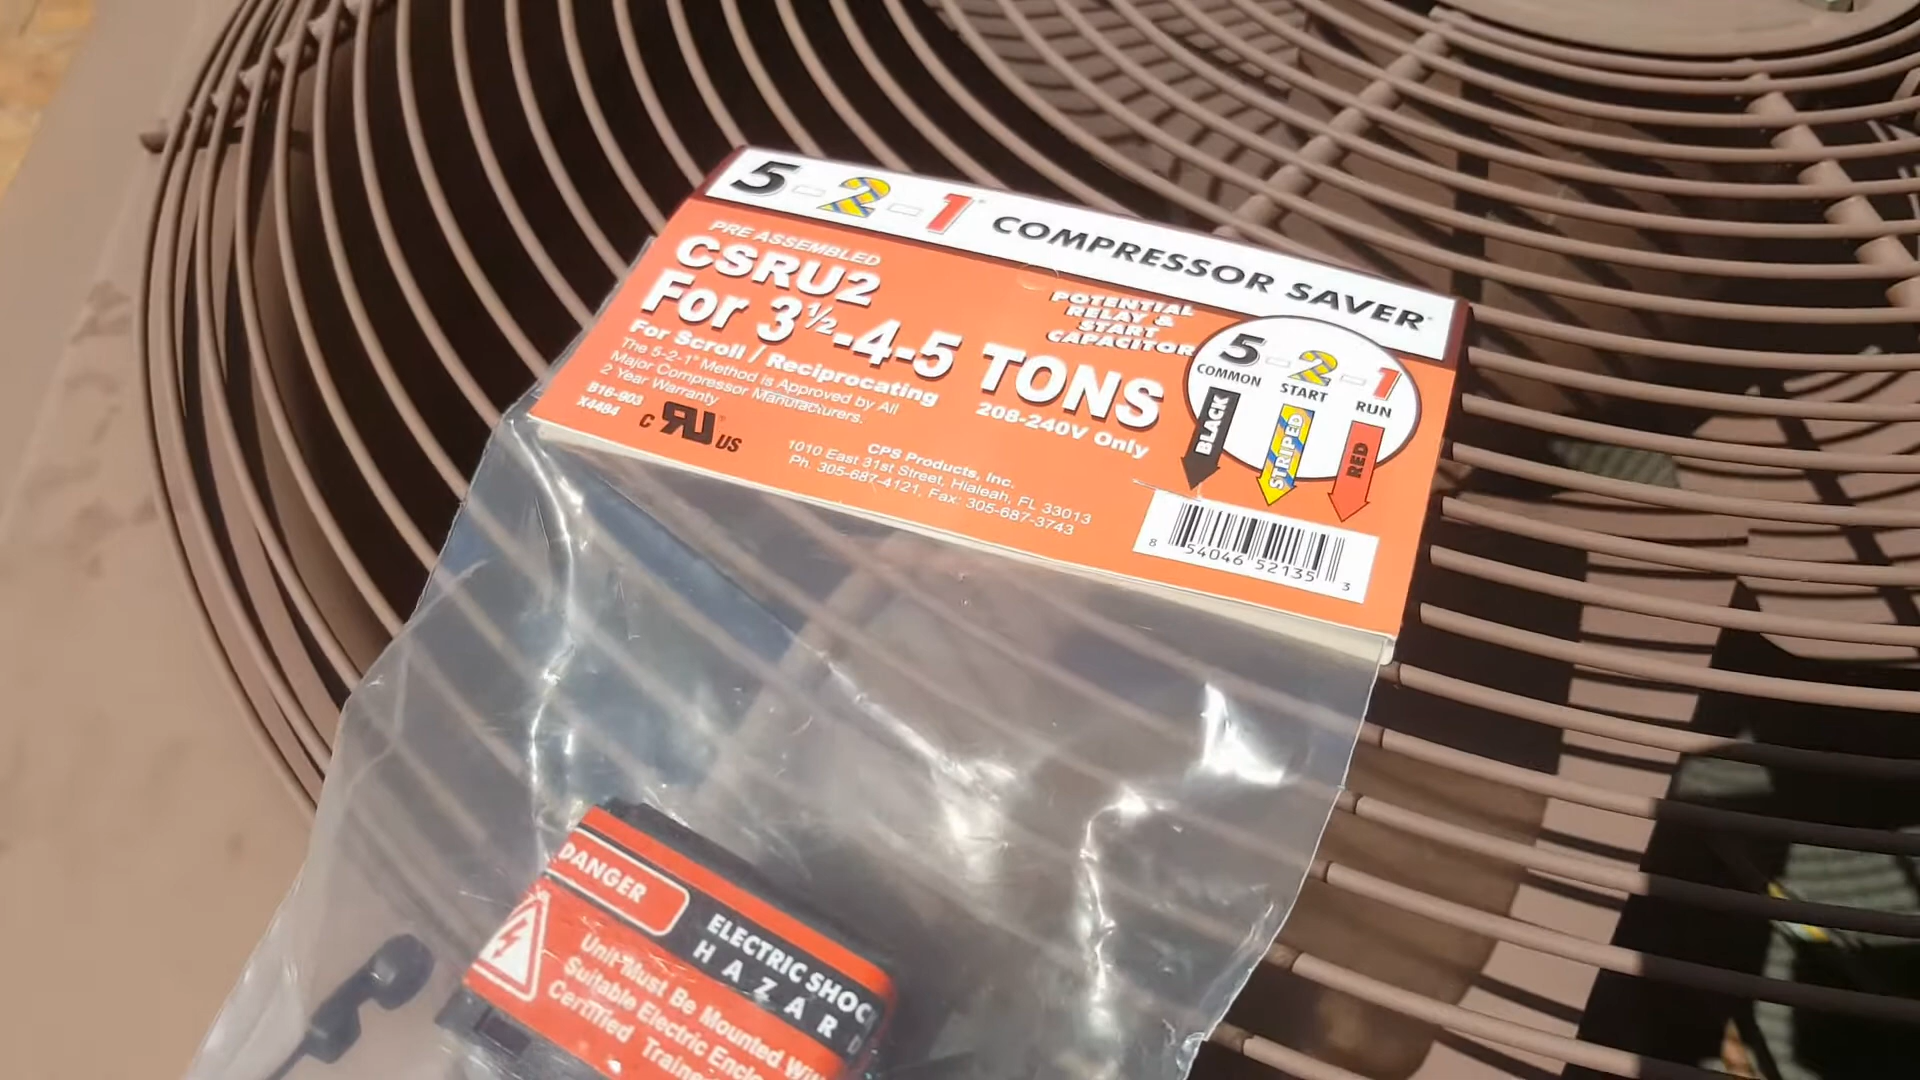 5-2-1 COMPRESSOR SAVER
PRE ASSEMBLED
CSRU2
For 3½-4-5 TONS
For Scroll / Reciprocating
The 5-2-1 Method is Approved by All
Major Compressor Manufacturers.
2 Year Warranty
816-903
X4484
C US
208-240V Only
POTENTIAL
RELAY &
START
CAPACITOR
5-2-1
COMMON START RUN
BLACK STRIPED RED
CPS Products, Inc.
1010 East 31st Street, Hialeah, FL 33013
Ph. 305-687-4121, Fax: 305-687-3743
8 54046 52135 3
DANGER
ELECTRIC SHOC
HAZARD
Unit Must Be Mounted
Suitable Electric
Certified